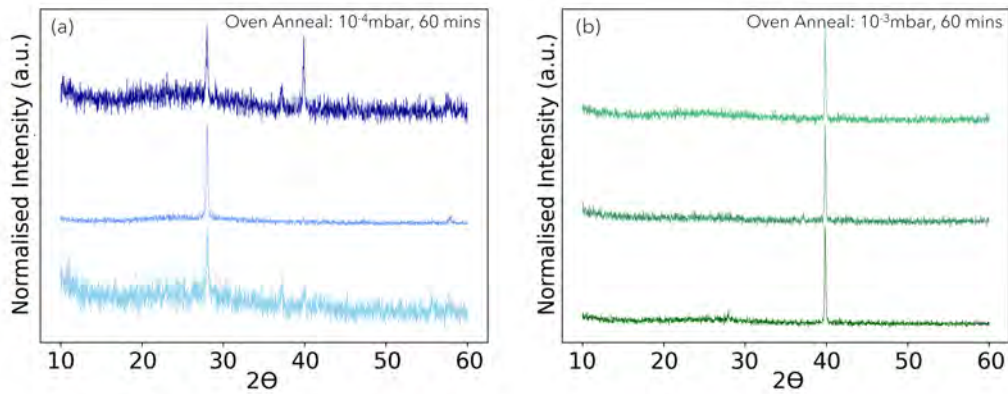 (a)
Oven Anneal: 10⁻⁴mbar, 60 mins
Normalised Intensity (a.u.)
10 20 30 40 50 60
2Θ
(b)
Oven Anneal: 10⁻³mbar, 60 mins
Normalised Intensity (a.u.)
10 20 30 40 50 60
2Θ